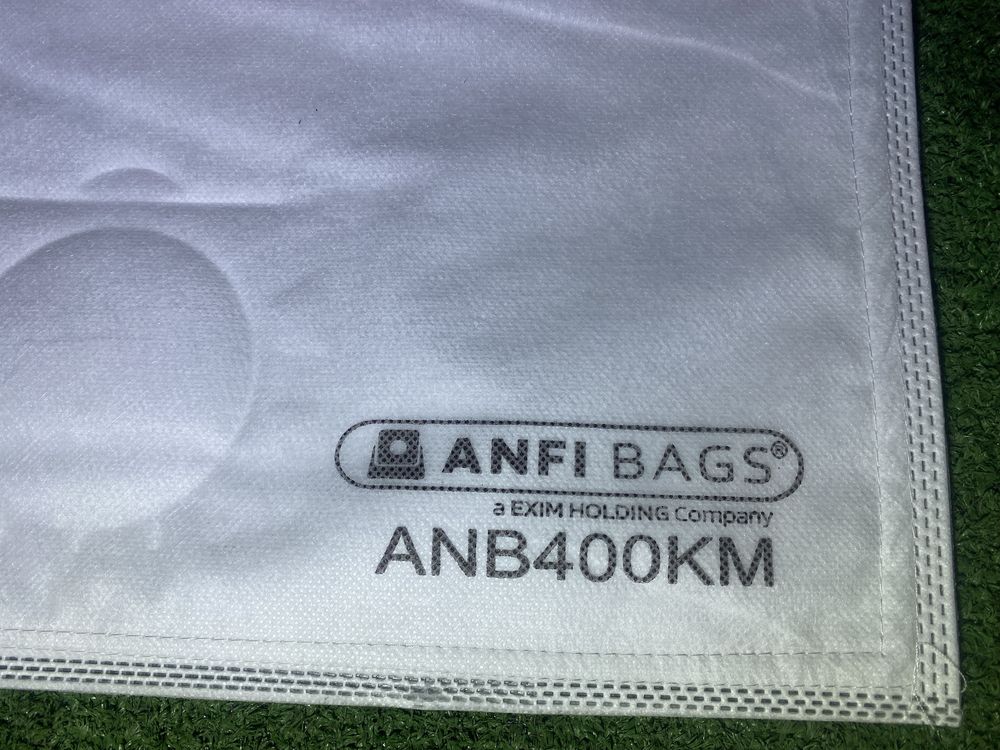 ANFI BAGS®
a EXIM HOLDING Company
ANB400KM